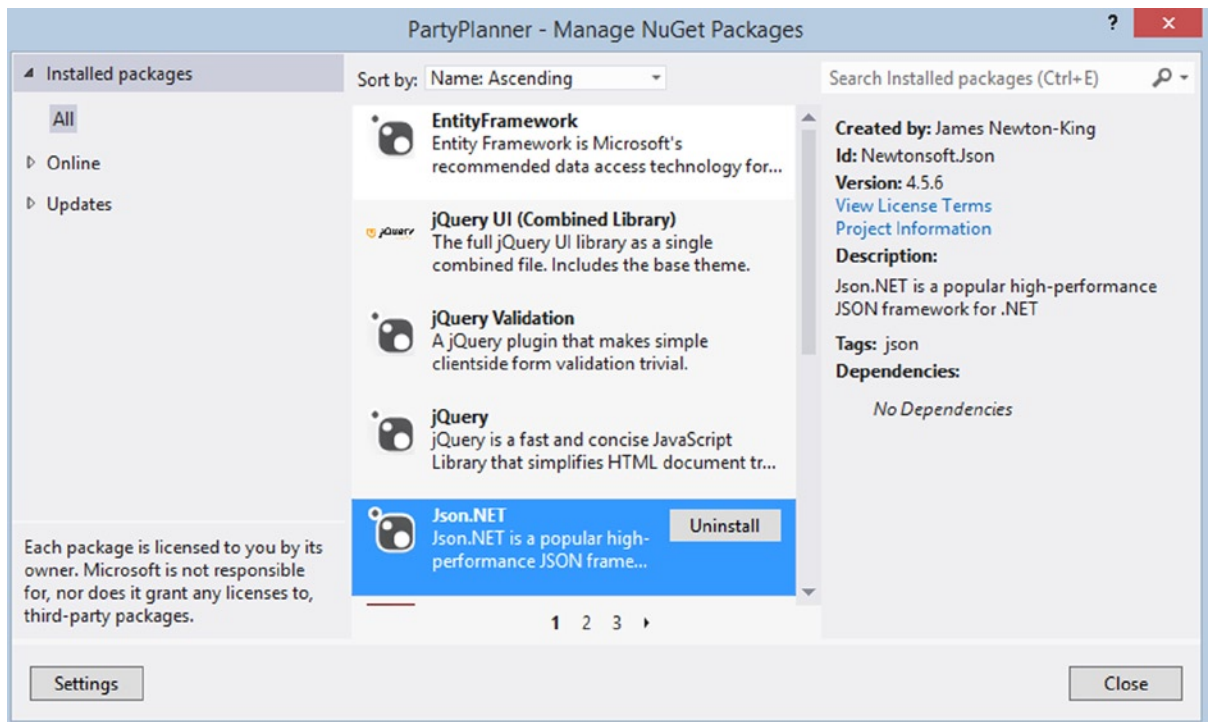 PartyPlanner - Manage NuGet Packages
?
Installed packages
All
Online
Updates
Each package is licensed to you by its
owner. Microsoft is not responsible
for, nor does it grant any licenses to,
third-party packages.
Sort by: Name: Ascending
EntityFramework
Entity Framework is Microsoft's
recommended data access technology for...
jQuery
jQuery UI (Combined Library)
The full jQuery UI library as a single
combined file. Includes the base theme.
jQuery Validation
A jQuery plugin that makes simple
clientside form validation trivial.
jQuery
jQuery is a fast and concise JavaScript
Library that simplifies HTML document tr...
Json.NET
Json.NET is a popular high-
performance JSON frame...
Uninstall
1 2 3
Search Installed packages (Ctrl+E)
Created by: James Newton-King
Id: Newtonsoft.Json
Version: 4.5.6
View License Terms
Project Information
Description:
Json.NET is a popular high-performance
JSON framework for .NET
Tags: json
Dependencies:
No Dependencies
Settings
Close